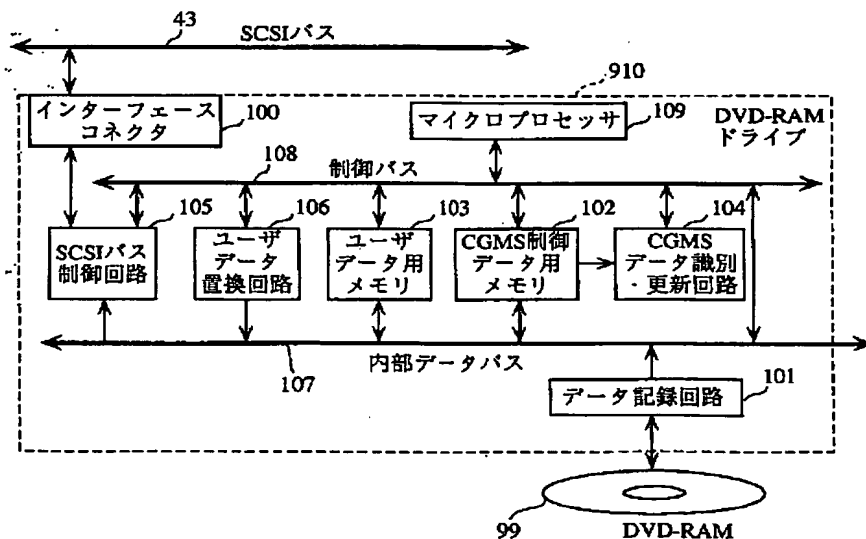 43
SCSIバス
910
インターフェース
コネクタ
100
マイクロプロセッサ
109
DVD-RAM
ドライブ
108
制御バス
105
106
103
102
104
SCSIバス
制御回路
ユーザ
データ
置換回路
ユーザ
データ用
メモリ
CGMS制御
データ用
メモリ
CGMS
データ識別
・更新回路
107
内部データバス
101
データ記録回路
99
DVD-RAM